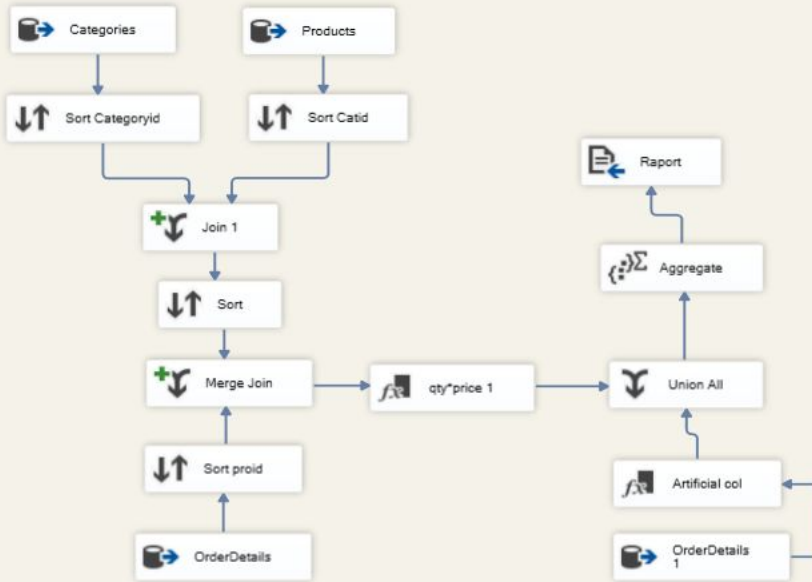 Categories
Products
Sort Categoryid
Sort Catid
Raport
Join 1
Aggregate
Sort
Merge Join
qty*price 1
Union All
Sort proid
Artificial col
OrderDetails
OrderDetails
1